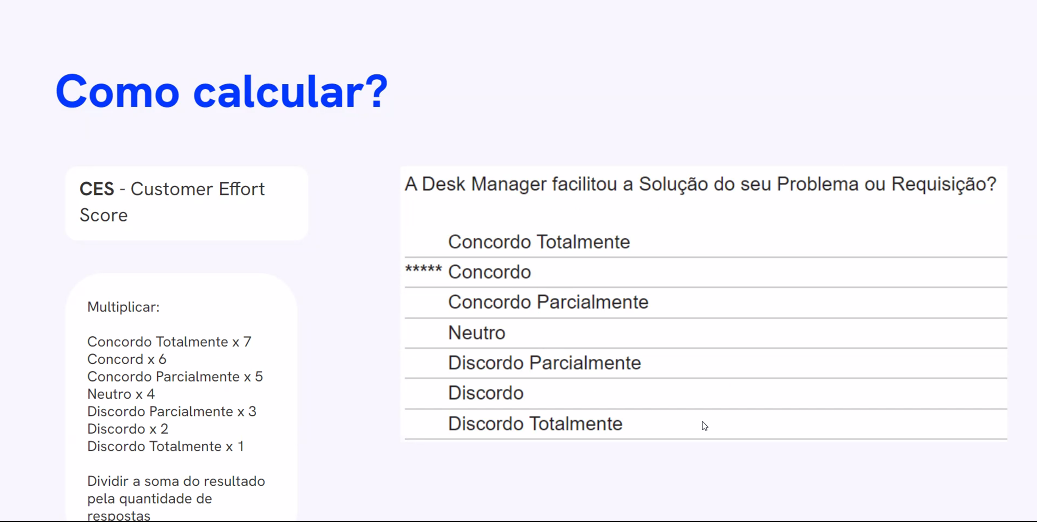 Como calcular?
CES - Customer Effort
Score
Multiplicar:
Concordo Totalmente x 7
Concord x 6
Concordo Parcialmente x 5
Neutro x 4
Discordo Parcialmente x 3
Discordo x 2
Discordo Totalmente x 1
Dividir a soma do resultado
pela quantidade de
respostas
A Desk Manager facilitou a Solução do seu Problema ou Requisição?
Concordo Totalmente
***** Concordo
Concordo Parcialmente
Neutro
Discordo Parcialmente
Discordo
Discordo Totalmente